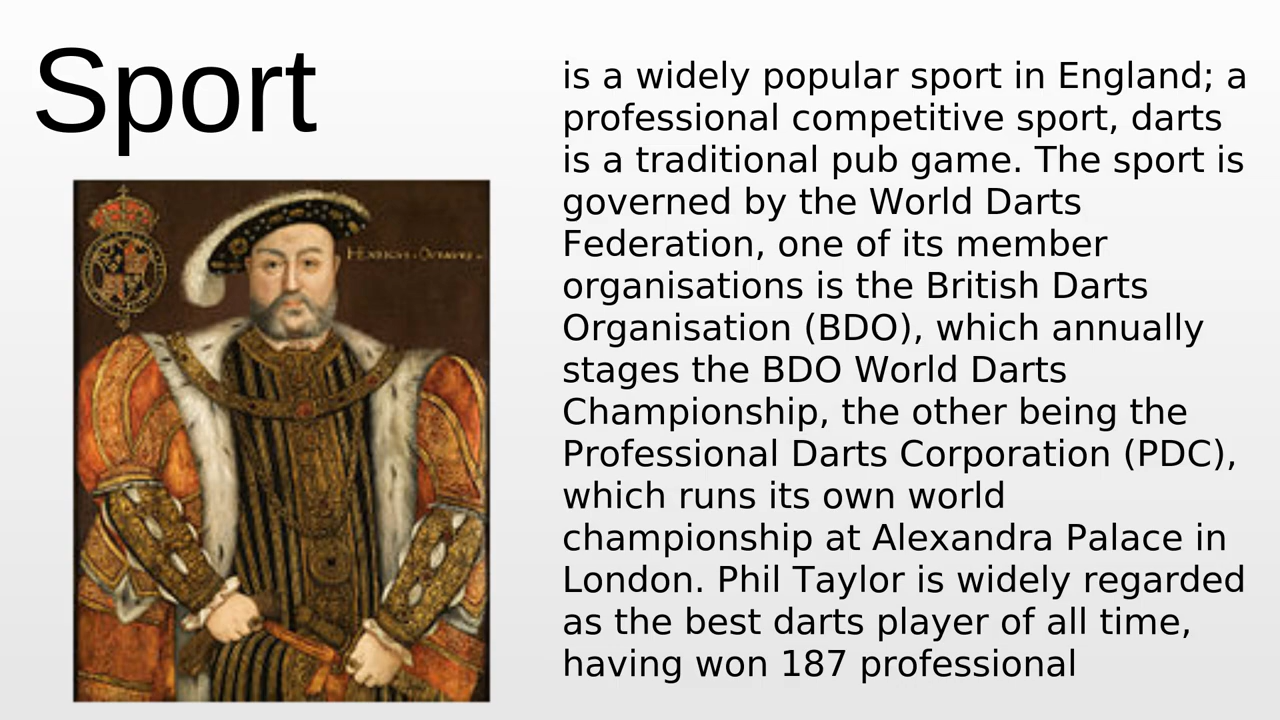 Sport
is a widely popular sport in England; a
professional competitive sport, darts
is a traditional pub game. The sport is
governed by the World Darts
Federation, one of its member
organisations is the British Darts
Organisation (BDO), which annually
stages the BDO World Darts
Championship, the other being the
Professional Darts Corporation (PDC),
which runs its own world
championship at Alexandra Palace in
London. Phil Taylor is widely regarded
as the best darts player of all time,
having won 187 professional